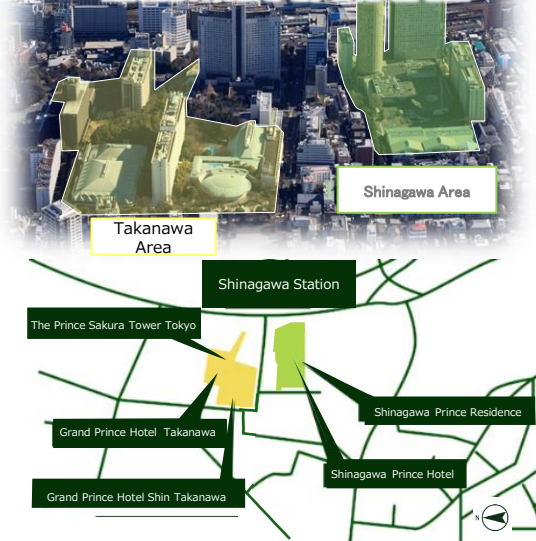 Shinagawa Area
Takanawa
Area
Shinagawa Station
The Prince Sakura Tower Tokyo
Shinagawa Prince Residence
Grand Prince Hotel Takanawa
Shinagawa Prince Hotel
Grand Prince Hotel Shin Takanawa
N